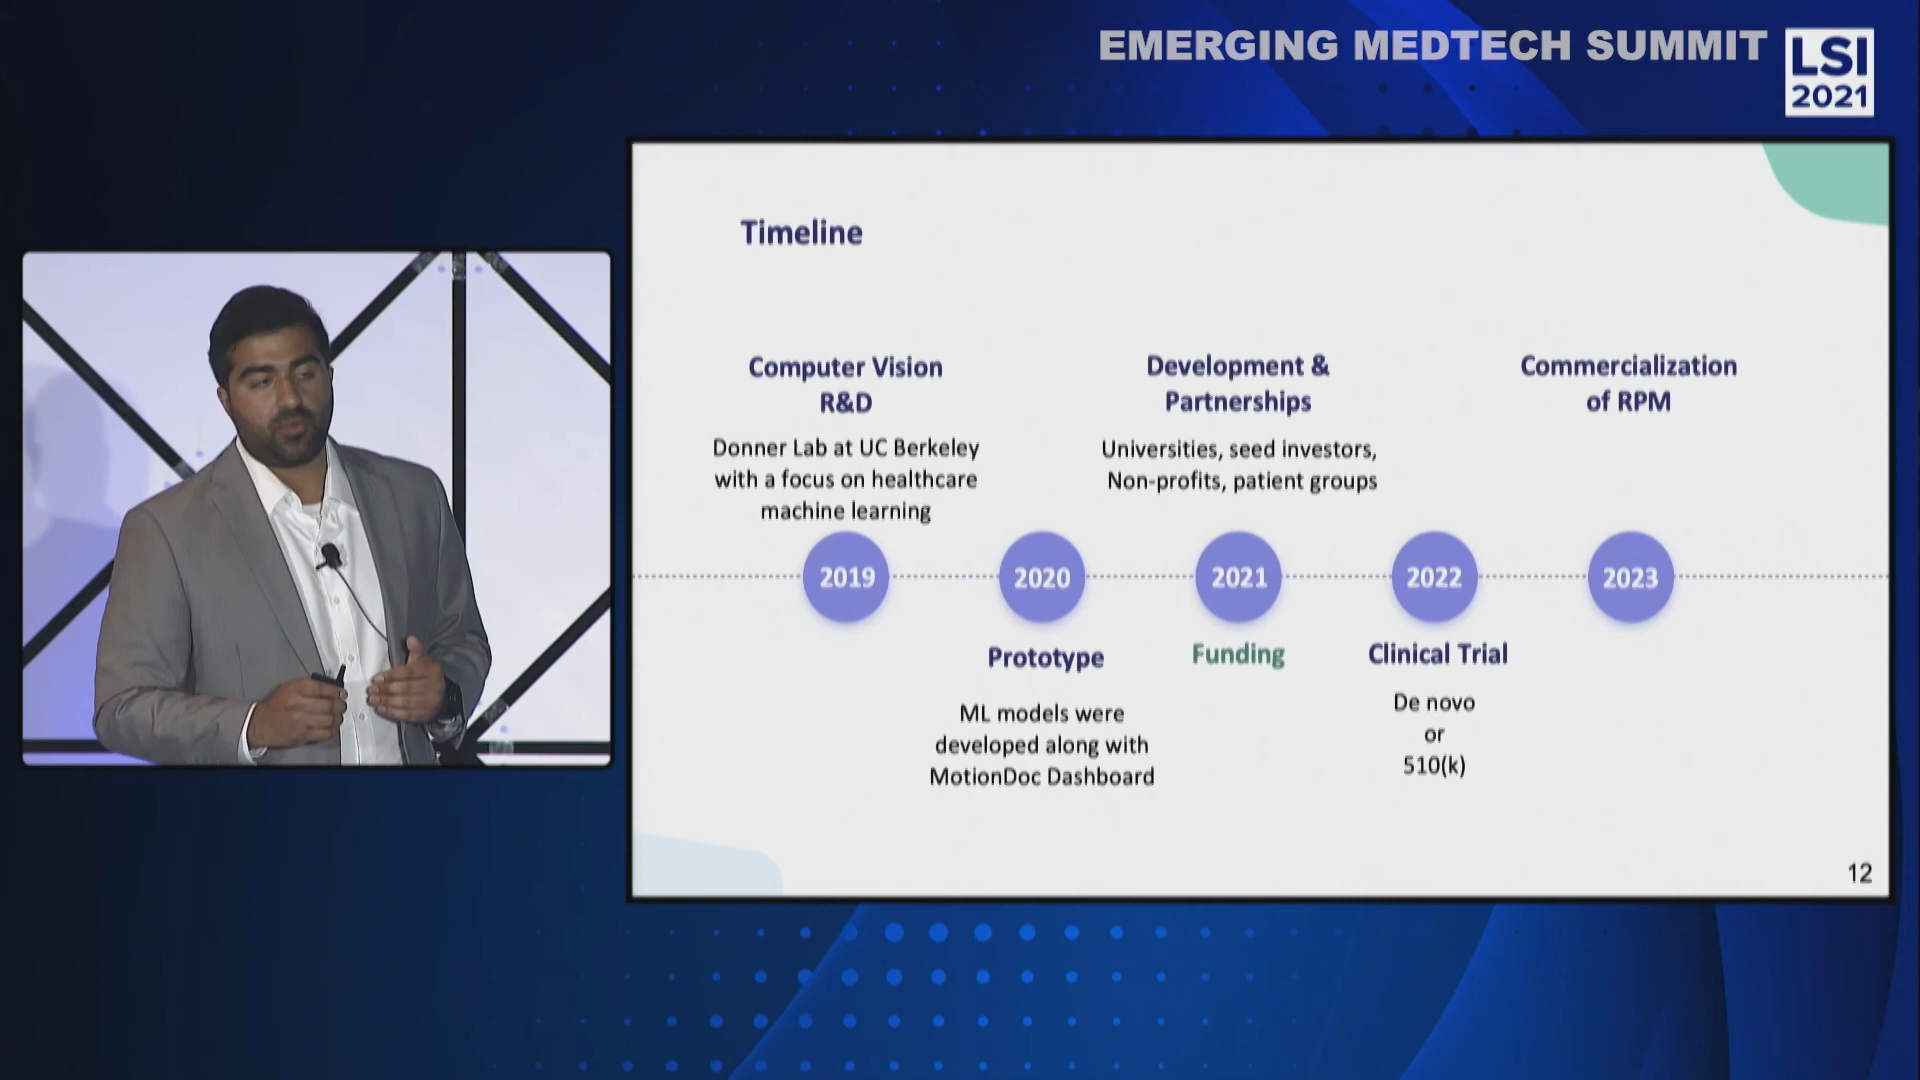 EMERGING MEDTECH SUMMIT
LSI
2021
Timeline
Computer Vision
R&D
Donner Lab at UC Berkeley
with a focus on healthcare
machine learning
Development &
Partnerships
Universities, seed investors,
Non-profits, patient groups
Commercialization
of RPM
2019
2020
2021
2022
2023
Prototype
ML models were
developed along with
MotionDoc Dashboard
Funding
Clinical Trial
De novo
or
510(k)
12